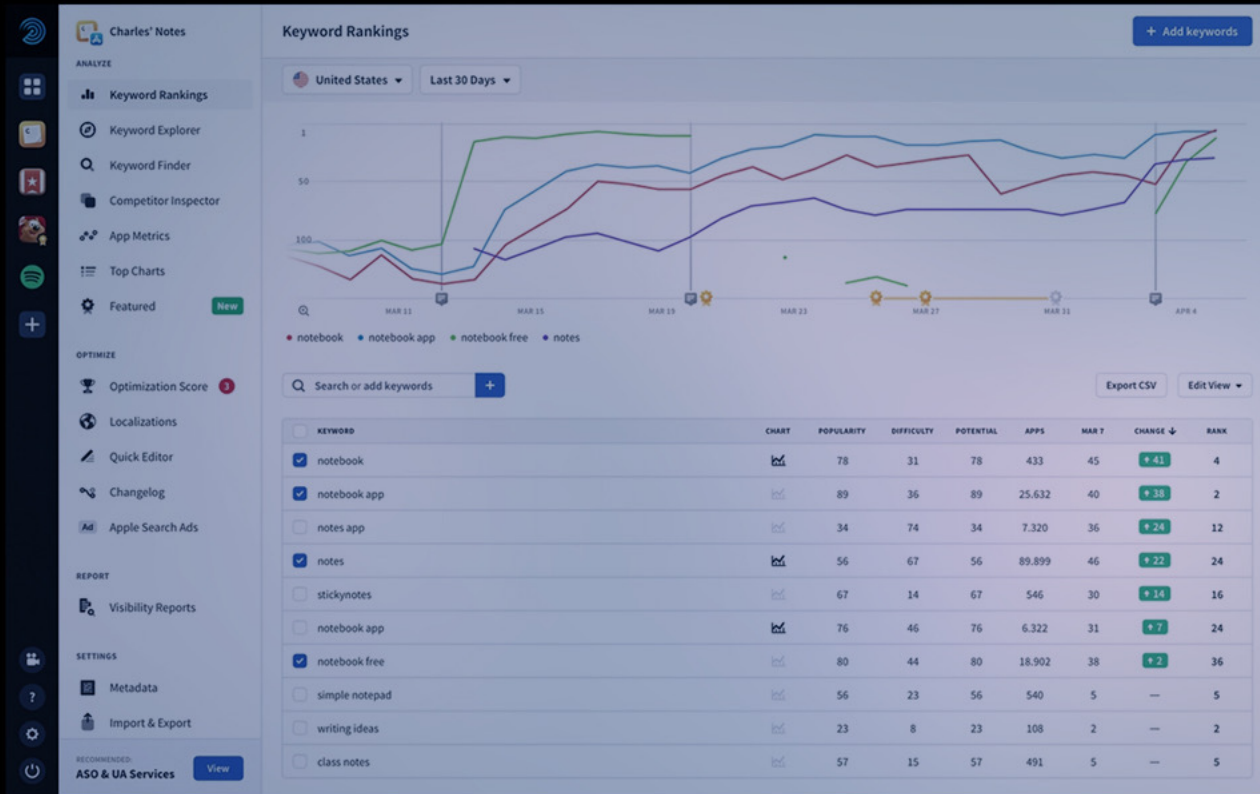 Charles' Notes
ANALYZE
Keyword Rankings
Keyword Explorer
Keyword Finder
Competitor Inspector
App Metrics
Top Charts
Featured New
OPTIMIZE
Optimization Score 3
Localizations
Quick Editor
Changelog
Ad Apple Search Ads
REPORT
Visibility Reports
SETTINGS
Metadata
Import & Export
RECOMMENDED:
ASO & UA Services View
?
Keyword Rankings + Add keywords
United States Last 30 Days
1
50
100
MAR 11 MAR 15 MAR 19 MAR 23 MAR 27 MAR 31 APR 4
notebook notebook app notebook free notes
Search or add keywords + Export CSV Edit View
KEYWORD CHART POPULARITY DIFFICULTY POTENTIAL APPS MAR 7 CHANGE RANK
notebook 78 31 78 433 45 41 4
notebook app 89 36 89 25.632 40 38 2
notes app 34 74 34 7.320 36 24 12
notes 56 67 56 89.899 46 22 24
stickynotes 67 14 67 546 30 14 16
notebook app 76 46 76 6.322 31 7 24
notebook free 80 44 80 18.902 38 2 36
simple notepad 56 23 56 540 5 — 5
writing ideas 23 8 23 108 2 — 2
class notes 57 15 57 491 5 — 5